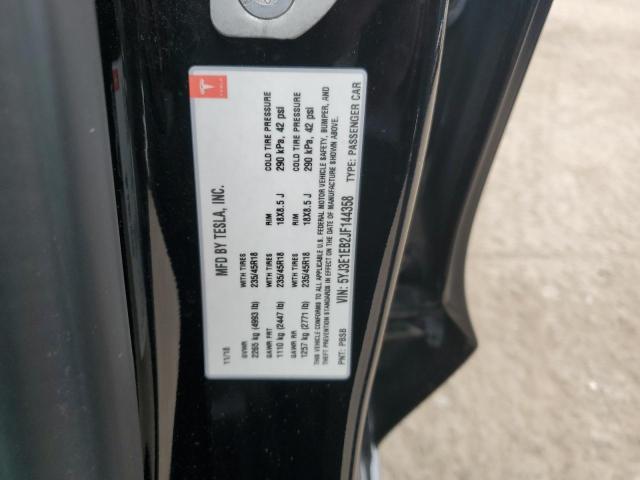 TESLA
MFD BY TESLA, INC.
11/18
GVWR WITH TIRES RIM COLD TIRE PRESSURE
2265 kg (4993 lb) 235/45R18 18X8.5 J 290 kPa, 42 psi
GAWR FRT WITH TIRES RIM COLD TIRE PRESSURE
1110 kg (2447 lb) 235/45R18 18X8.5 J 290 kPa, 42 psi
GAWR RR
1257 kg (2771 lb) 235/45R18
THIS VEHICLE CONFORMS TO ALL APPLICABLE U.S. FEDERAL MOTOR VEHICLE SAFETY, BUMPER, AND
THEFT PREVENTION STANDARDS IN EFFECT ON THE DATE OF MANUFACTURE SHOWN ABOVE.
VIN: 5YJ3E1EB2JF144358
PNT: PBSB TYPE: PASSENGER CAR